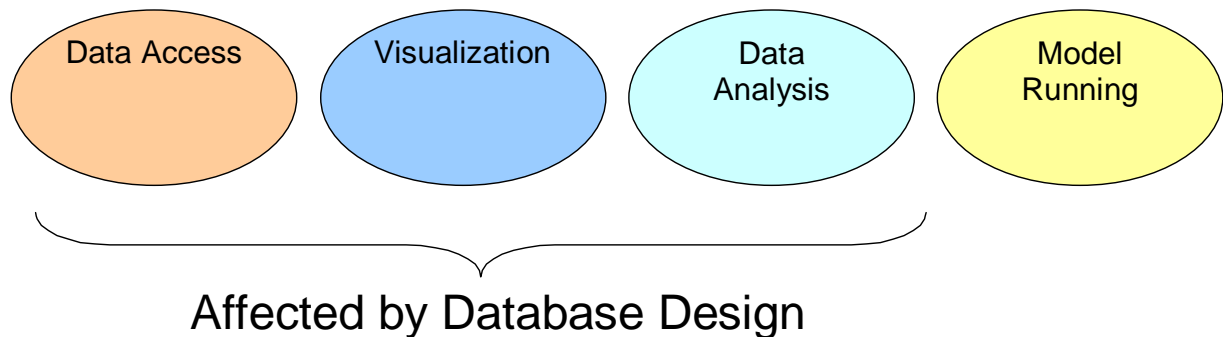 Data Access
Visualization
Data
Analysis
Model
Running
Affected by Database Design